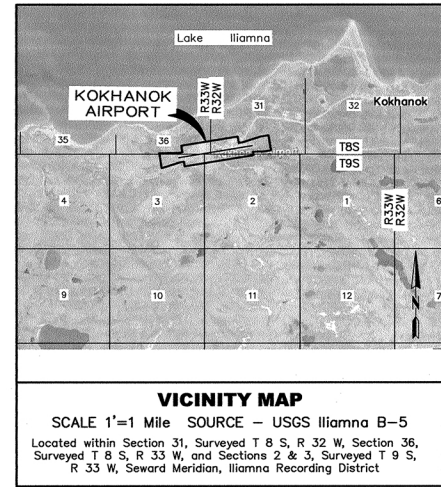 Lake Iliamna
KOKHANOK
AIRPORT
R33W
R32W
31
32
Kokhanok
35
36
T8S
T9S
4
3
2
1
R33W
R32W
6
9
10
11
12
7
N
VICINITY MAP
SCALE 1'=1 Mile SOURCE - USGS Iliamna B-5
Located within Section 31, Surveyed T 8 S, R 32 W, Section 36,
Surveyed T 8 S, R 33 W, and Sections 2 & 3, Surveyed T 9 S,
R 33 W, Seward Meridian, Iliamna Recording District